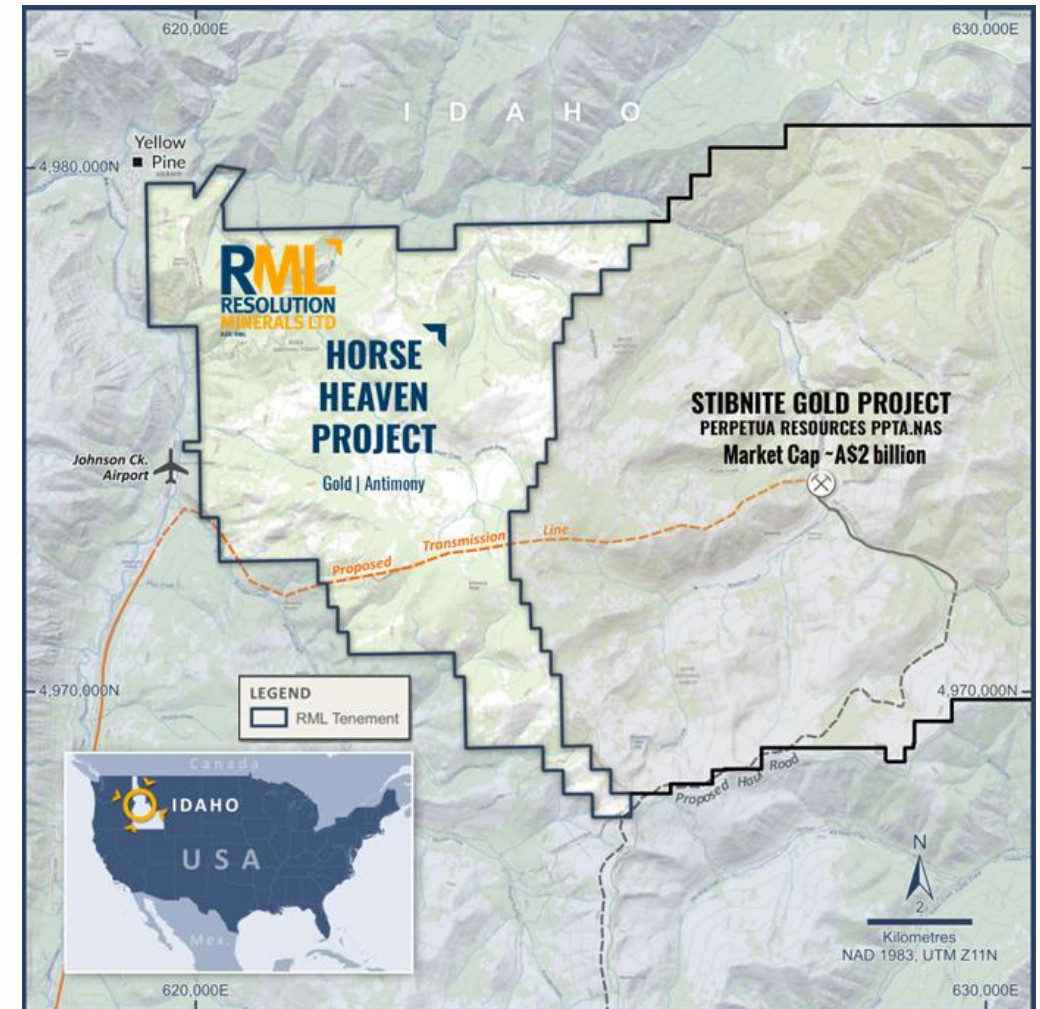 620,000E
630,000E
IDAHO
Yellow
Pine
4,980,000N
RML
RESOLUTION
MINERALS LTD
HORSE
HEAVEN
PROJECT
Gold | Antimony
STIBNITE GOLD PROJECT
PERPETUA RESOURCES PPTA.NAS
Market Cap ~A$2 billion
Johnson Ck.
Airport
Proposed Transmission Line
4,970,000N
4,970,000N
LEGEND
RML Tenement
Proposed Haul Road
Canada
IDAHO
USA
Mex.
N
2
Kilometres
NAD 1983, UTM Z11N
620,000E
630,000E